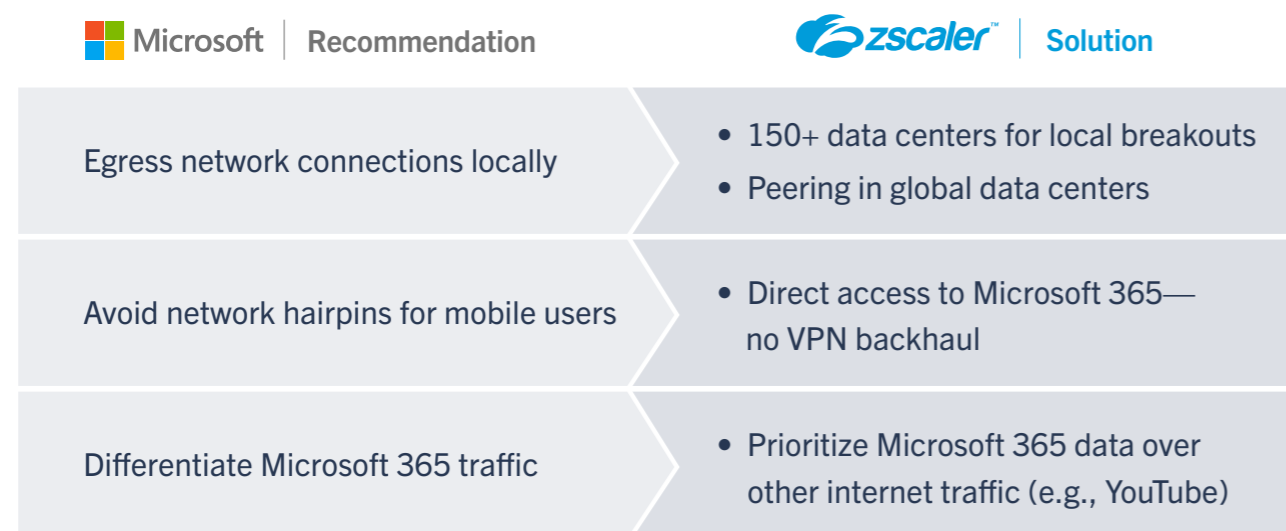 Microsoft | Recommendation
zscaler™ | Solution
Egress network connections locally
• 150+ data centers for local breakouts
• Peering in global data centers
Avoid network hairpins for mobile users
• Direct access to Microsoft 365—
no VPN backhaul
Differentiate Microsoft 365 traffic
• Prioritize Microsoft 365 data over
other internet traffic (e.g., YouTube)